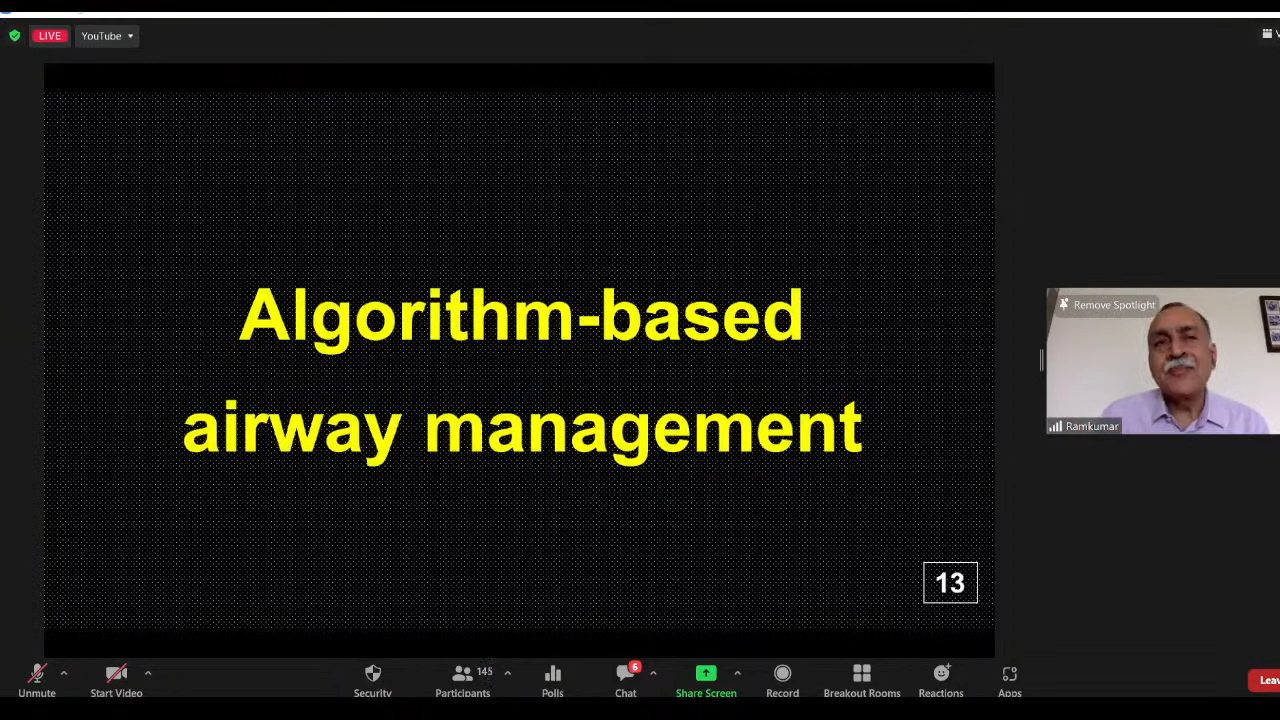 LIVE
YouTube
Algorithm-based
airway management
13
Remove Spotlight
Ramkumar
Unmute
Start Video
Security
145
Participants
Polls
6
Chat
Share Screen
Record
Breakout Rooms
Reactions
Apps
Leav